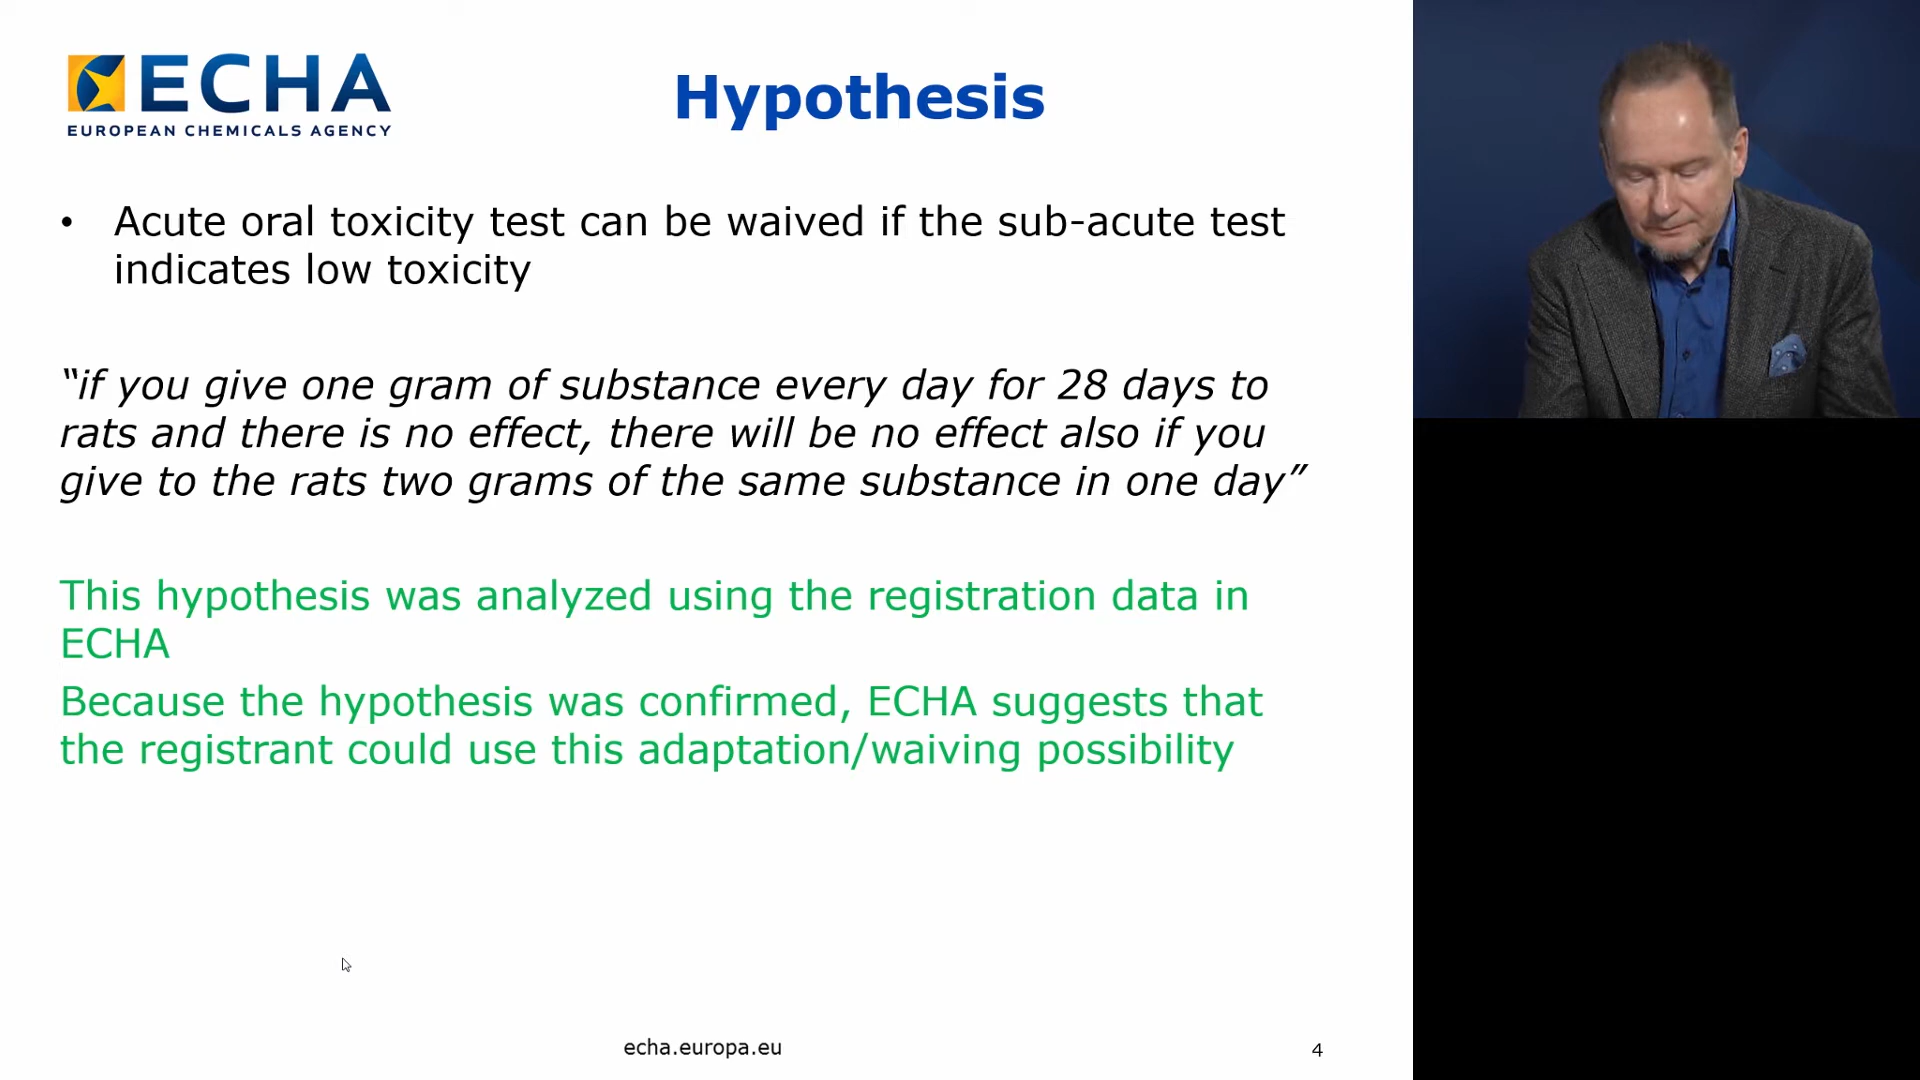 ECHA
EUROPEAN CHEMICALS AGENCY
Hypothesis
• Acute oral toxicity test can be waived if the sub-acute test
indicates low toxicity
“if you give one gram of substance every day for 28 days to
rats and there is no effect, there will be no effect also if you
give to the rats two grams of the same substance in one day”
This hypothesis was analyzed using the registration data in
ECHA
Because the hypothesis was confirmed, ECHA suggests that
the registrant could use this adaptation/waiving possibility
echa.europa.eu
4